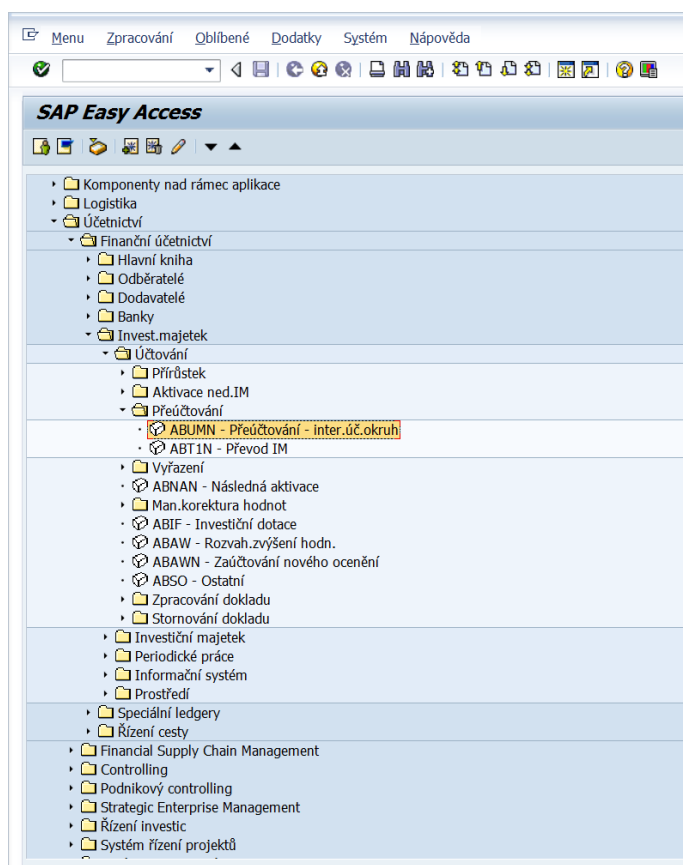 Menu Zpracování Oblíbené Dodatky Systém Nápověda
SAP Easy Access
Komponenty nad rámec aplikace
Logistika
Účetnictví
Finanční účetnictví
Hlavní kniha
Odběratelé
Dodavatelé
Banky
Invest.majetek
Účtování
Přírůstek
Aktivace ned.IM
Přeúčtování
ABUMN - Přeúčtování - inter.úč.okruh
ABT1N - Převod IM
Vyřazení
ABNAN - Následná aktivace
Man.korektura hodnot
ABIF - Investiční dotace
ABAW - Rozvah.zvýšení hodn.
ABAWN - Zaúčtování nového ocenění
ABSO - Ostatní
Zpracování dokladu
Stornování dokladu
Investiční majetek
Periodické práce
Informační systém
Prostředí
Speciální ledgery
Řízení cesty
Financial Supply Chain Management
Controlling
Podnikový controlling
Strategic Enterprise Management
Řízení investic
Systém řízení projektů